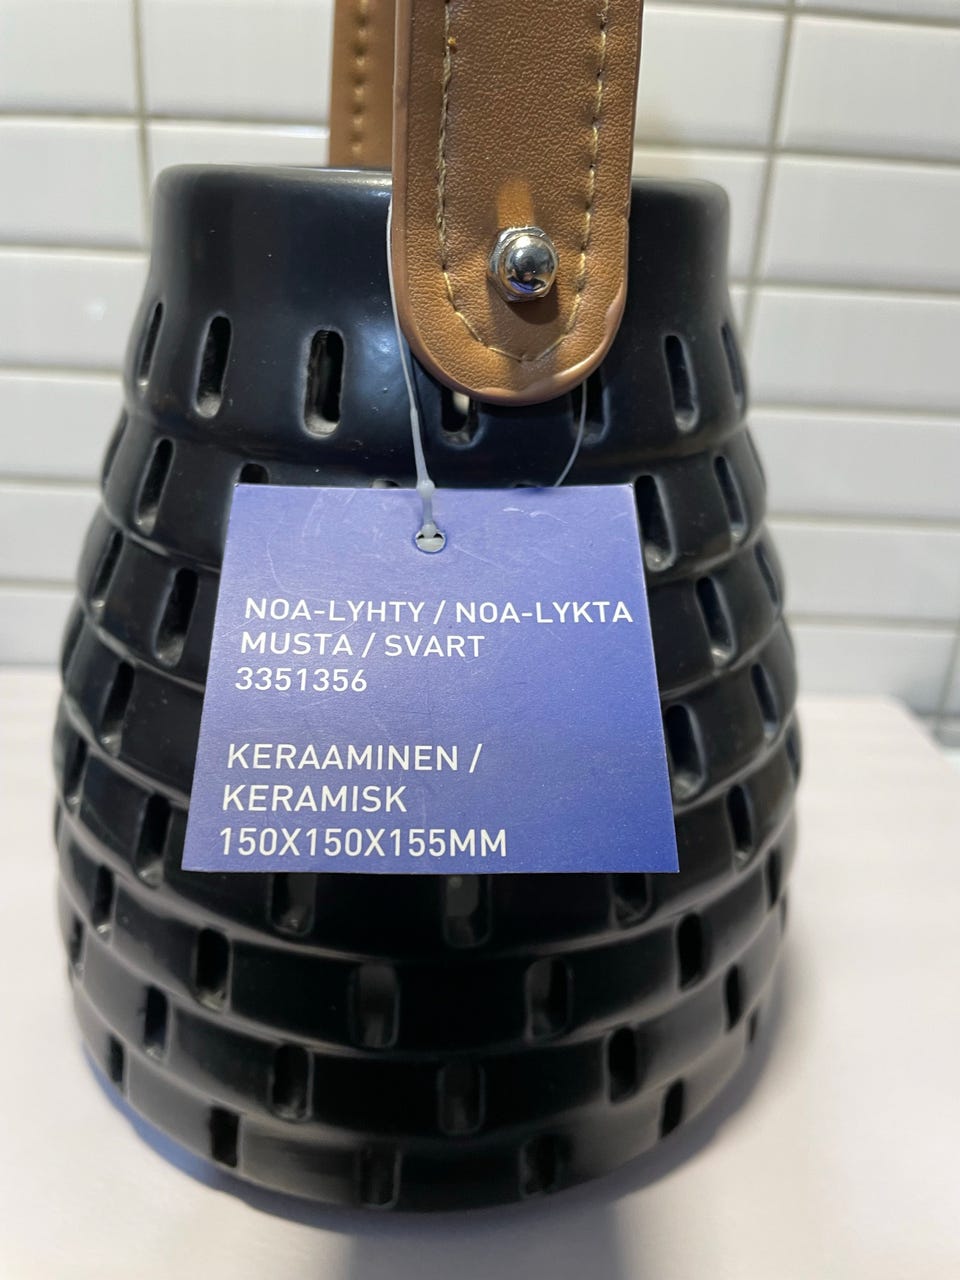 NOA-LYHTY / NOA-LYKTA
MUSTA / SVART
3351356
KERAAMINEN /
KERAMISK
150X150X155MM